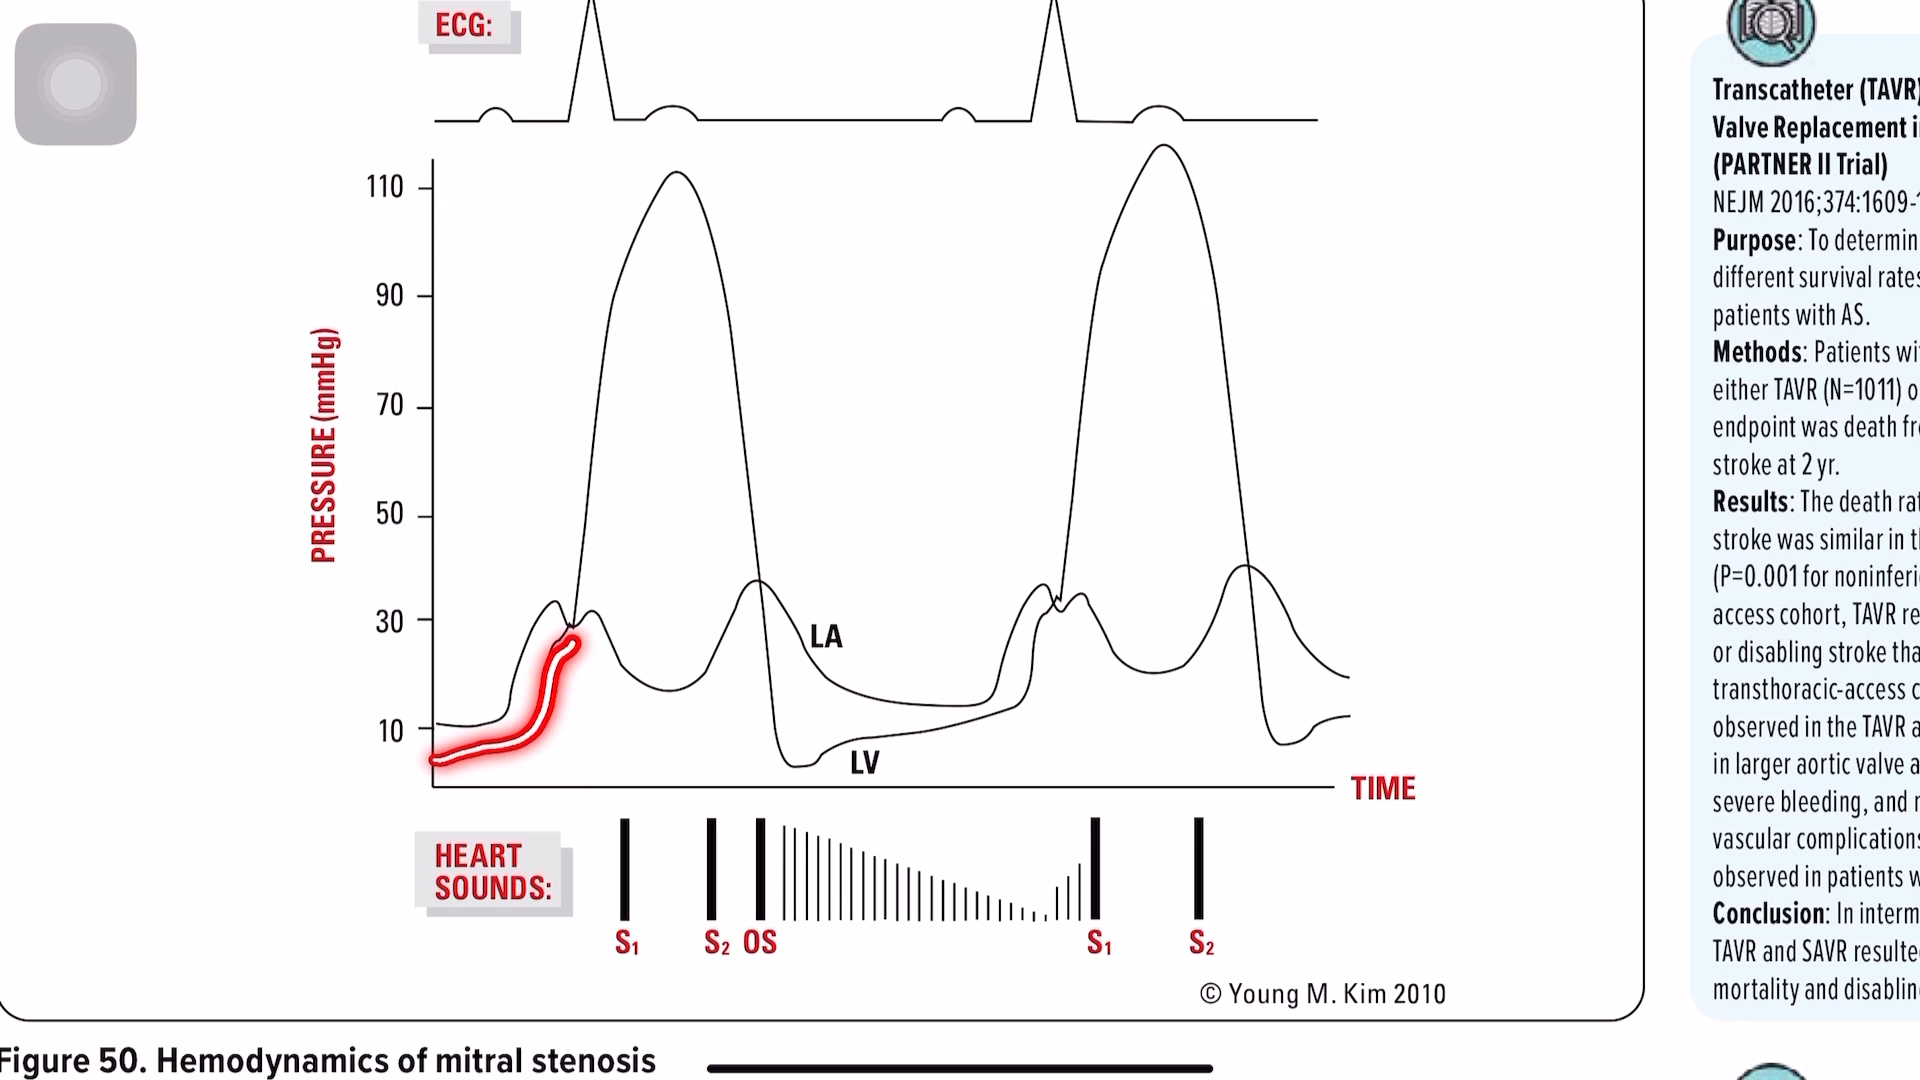 ECG:
110
90
70
50
30
10
PRESSURE (mmHg)
LA
LV
TIME
HEART
SOUNDS:
S₁
S₂
OS
S₁
S₂
© Young M. Kim 2010
Figure 50. Hemodynamics of mitral stenosis
Transcatheter (TAVR)
Valve Replacement i
(PARTNER II Trial)
NEJM 2016;374:1609-
Purpose: To determin
different survival rates
patients with AS.
Methods: Patients wi
either TAVR (N=1011) o
endpoint was death fr
stroke at 2 yr.
Results: The death rat
stroke was similar in t
(P=0.001 for noninferi
access cohort, TAVR re
or disabling stroke tha
transthoracic-access c
observed in the TAVR a
in larger aortic valve a
severe bleeding, and
vascular complications
observed in patients w
Conclusion: In interm
TAVR and SAVR resulte
mortality and disablin